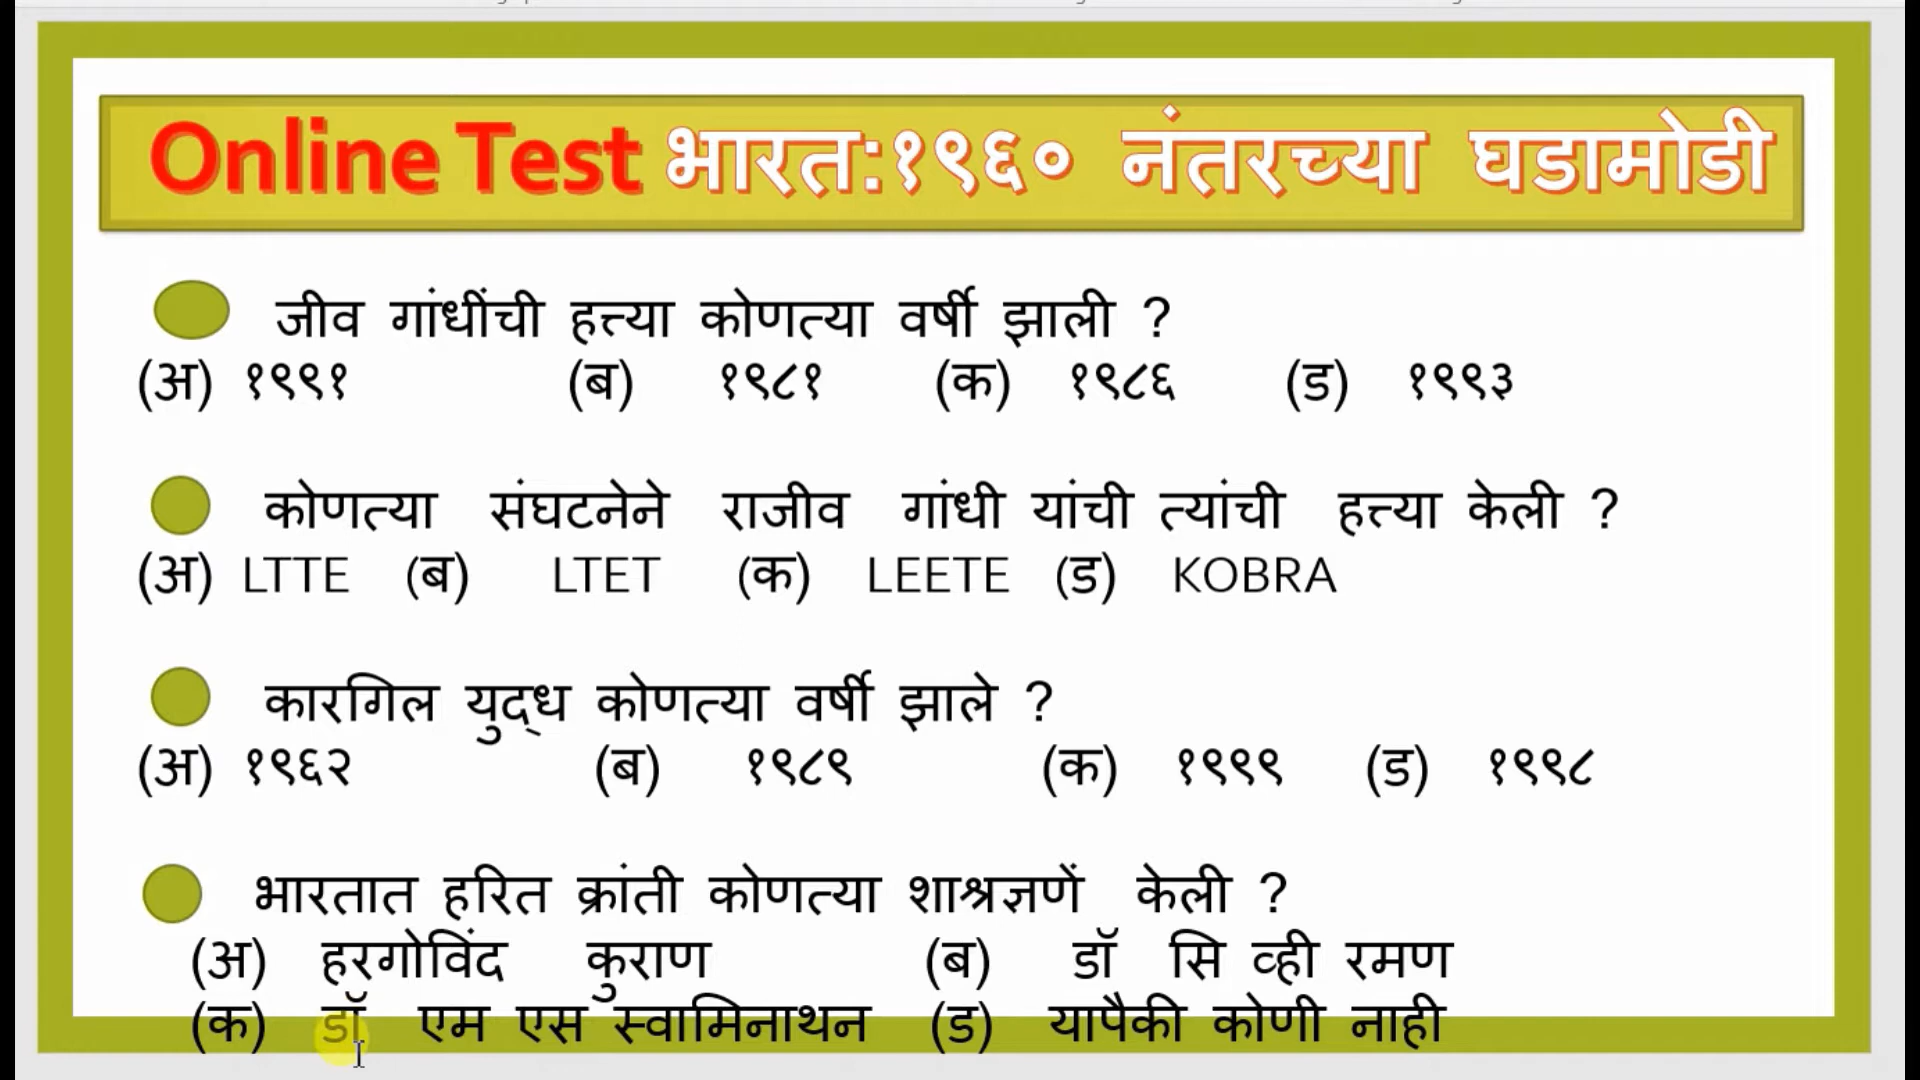 Online Test भारत:१९६० नंतरच्या घडामोडी
जीव गांधींची हत्त्या कोणत्या वर्षी झाली ?
(अ) १९९१ (ब) १९८१ (क) १९८६ (ड) १९९३
कोणत्या संघटनेने राजीव गांधी यांची त्यांची हत्त्या केली ?
(अ) LTTE (ब) LTET (क) LEETE (ड) KOBRA
कारगिल युद्ध कोणत्या वर्षी झाले ?
(अ) १९६२ (ब) १९८९ (क) १९९९ (ड) १९९८
भारतात हरित क्रांती कोणत्या शाश्रज्ञणें केली ?
(अ) हरगोविंद कुराण (ब) डॉ सि व्ही रमण
(क) डॉ एम एस स्वामिनाथन (ड) यापैकी कोणी नाही